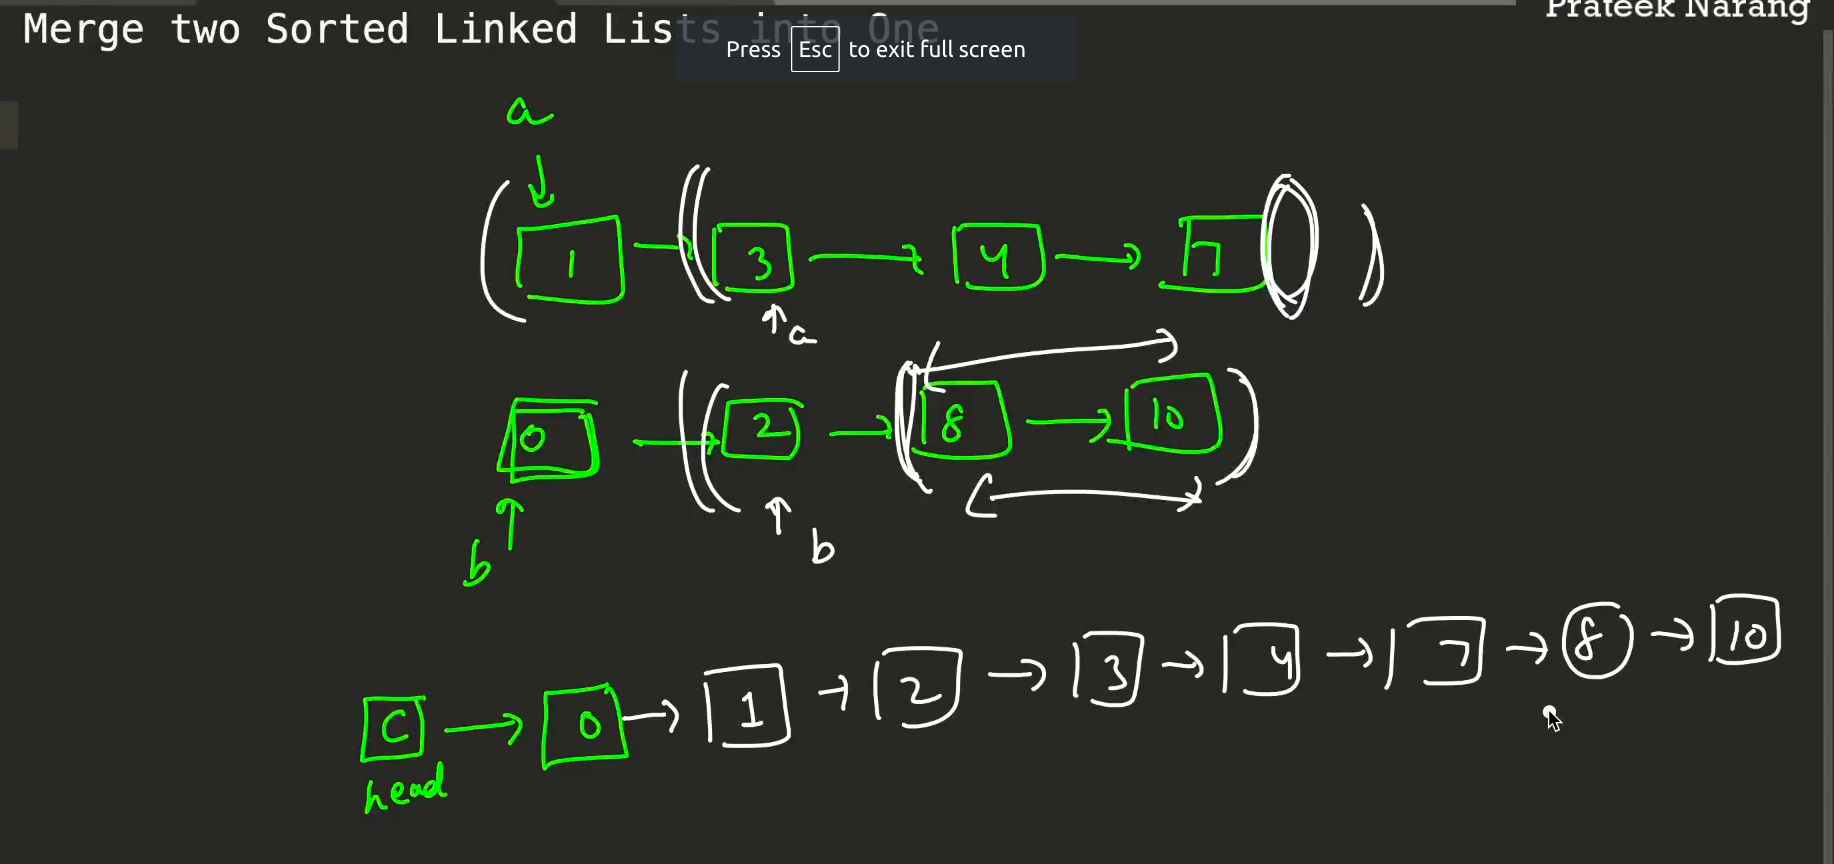 Prateek Narang
Merge two Sorted Linked Lists into One
Press Esc to exit full screen
a
1 3 4 7
a
0 2 8 10
b
b
C 0 1 2 3 4 7 8 10
head